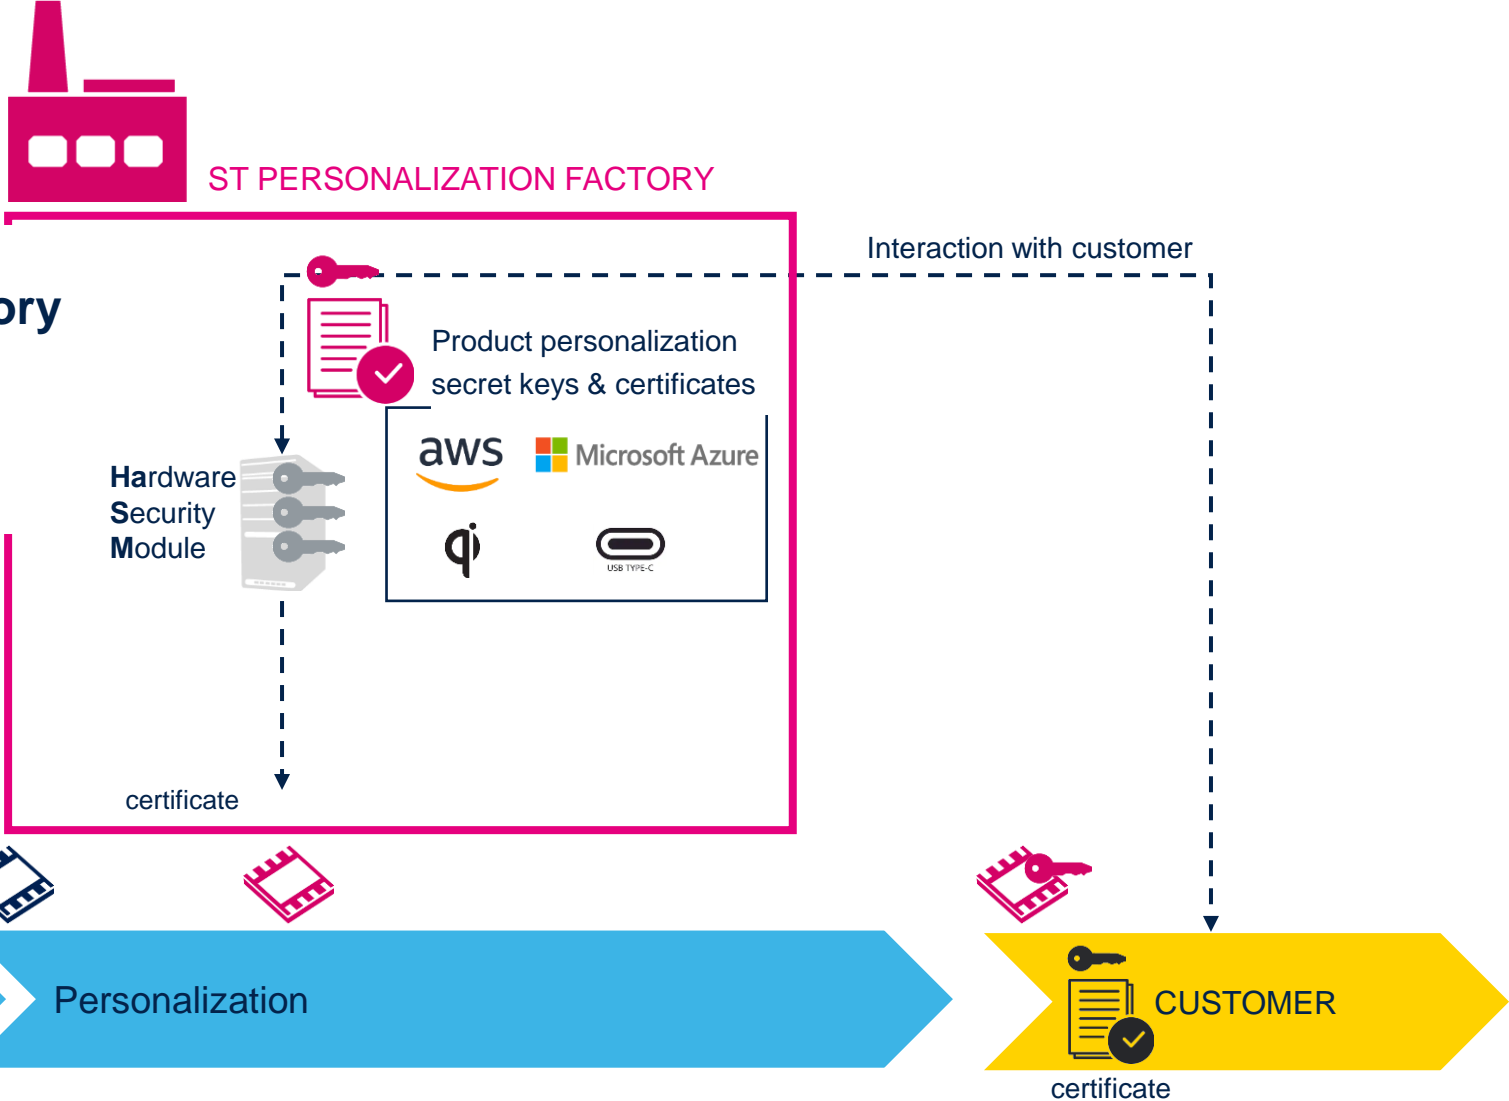 ST PERSONALIZATION FACTORY
Interaction with customer
ory
Product personalization
secret keys & certificates
aws
Microsoft Azure
Hardware
Security
Module
qi
USB TYPE-C
certificate
Personalization
CUSTOMER
certificate